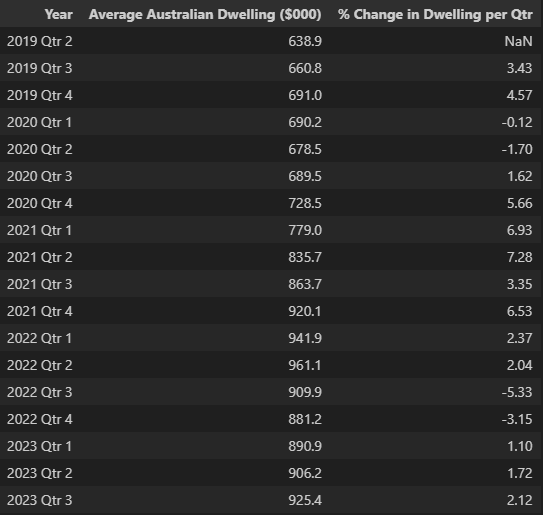 Year Average Australian Dwelling ($000) % Change in Dwelling per Qtr
2019 Qtr 2 638.9 NaN
2019 Qtr 3 660.8 3.43
2019 Qtr 4 691.0 4.57
2020 Qtr 1 690.2 -0.12
2020 Qtr 2 678.5 -1.70
2020 Qtr 3 689.5 1.62
2020 Qtr 4 728.5 5.66
2021 Qtr 1 779.0 6.93
2021 Qtr 2 835.7 7.28
2021 Qtr 3 863.7 3.35
2021 Qtr 4 920.1 6.53
2022 Qtr 1 941.9 2.37
2022 Qtr 2 961.1 2.04
2022 Qtr 3 909.9 -5.33
2022 Qtr 4 881.2 -3.15
2023 Qtr 1 890.9 1.10
2023 Qtr 2 906.2 1.72
2023 Qtr 3 925.4 2.12